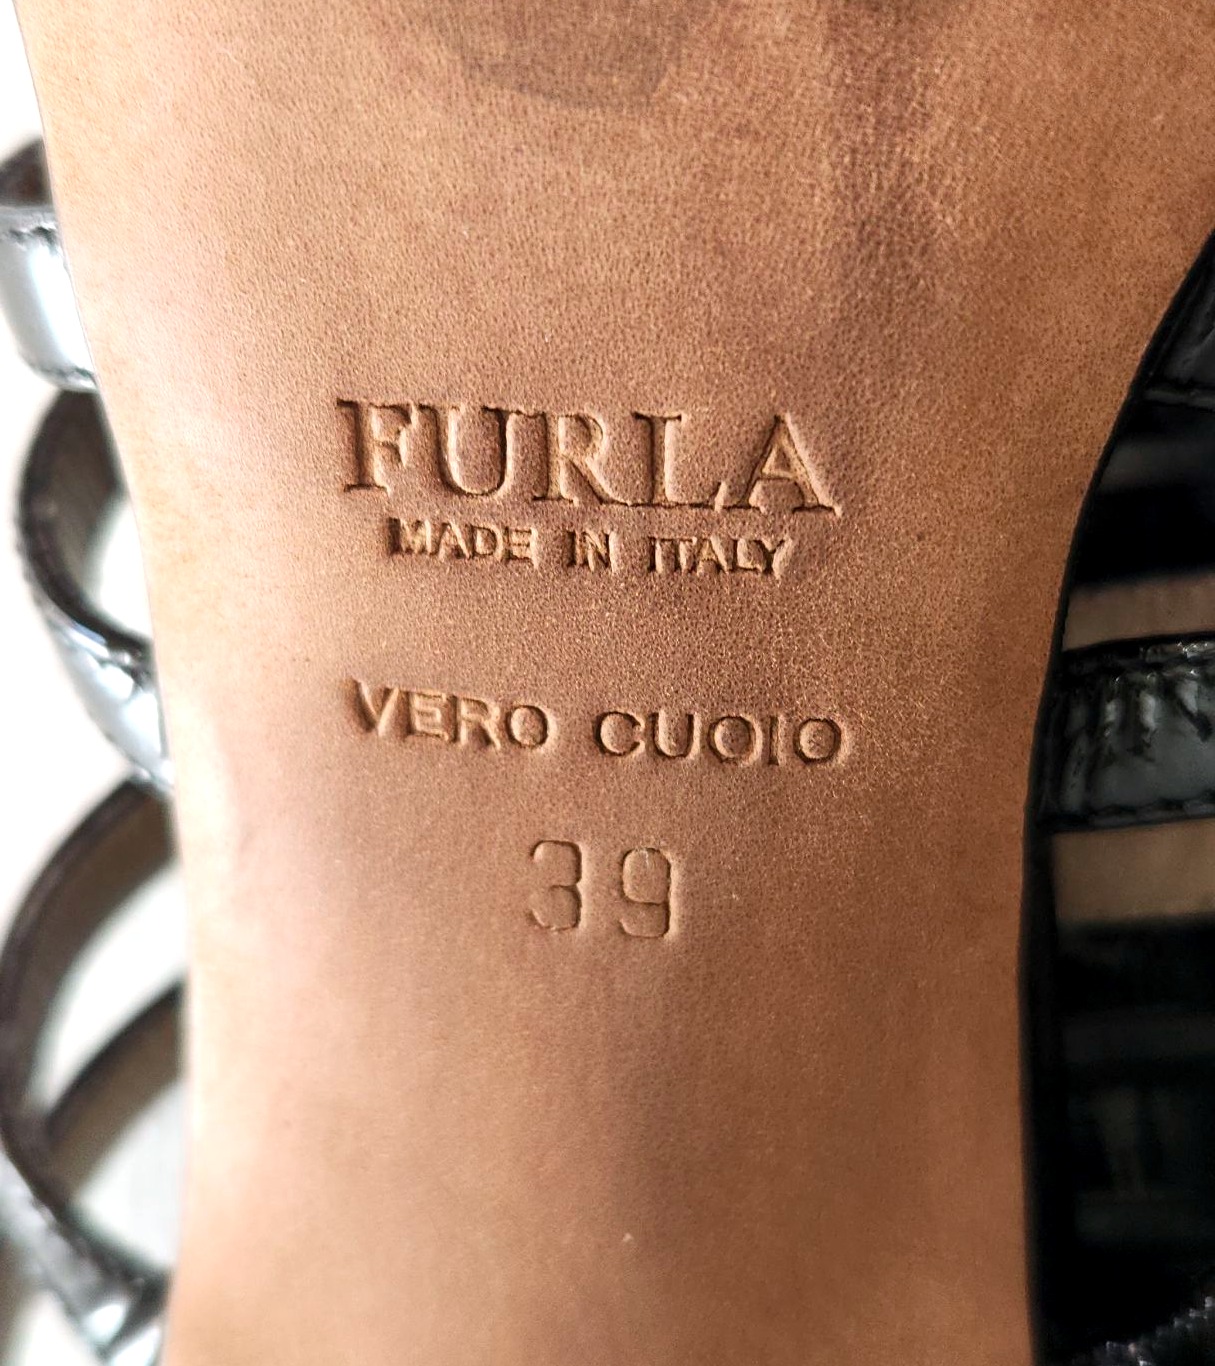 FURLA
MADE IN ITALY
VERO CUOIO
39